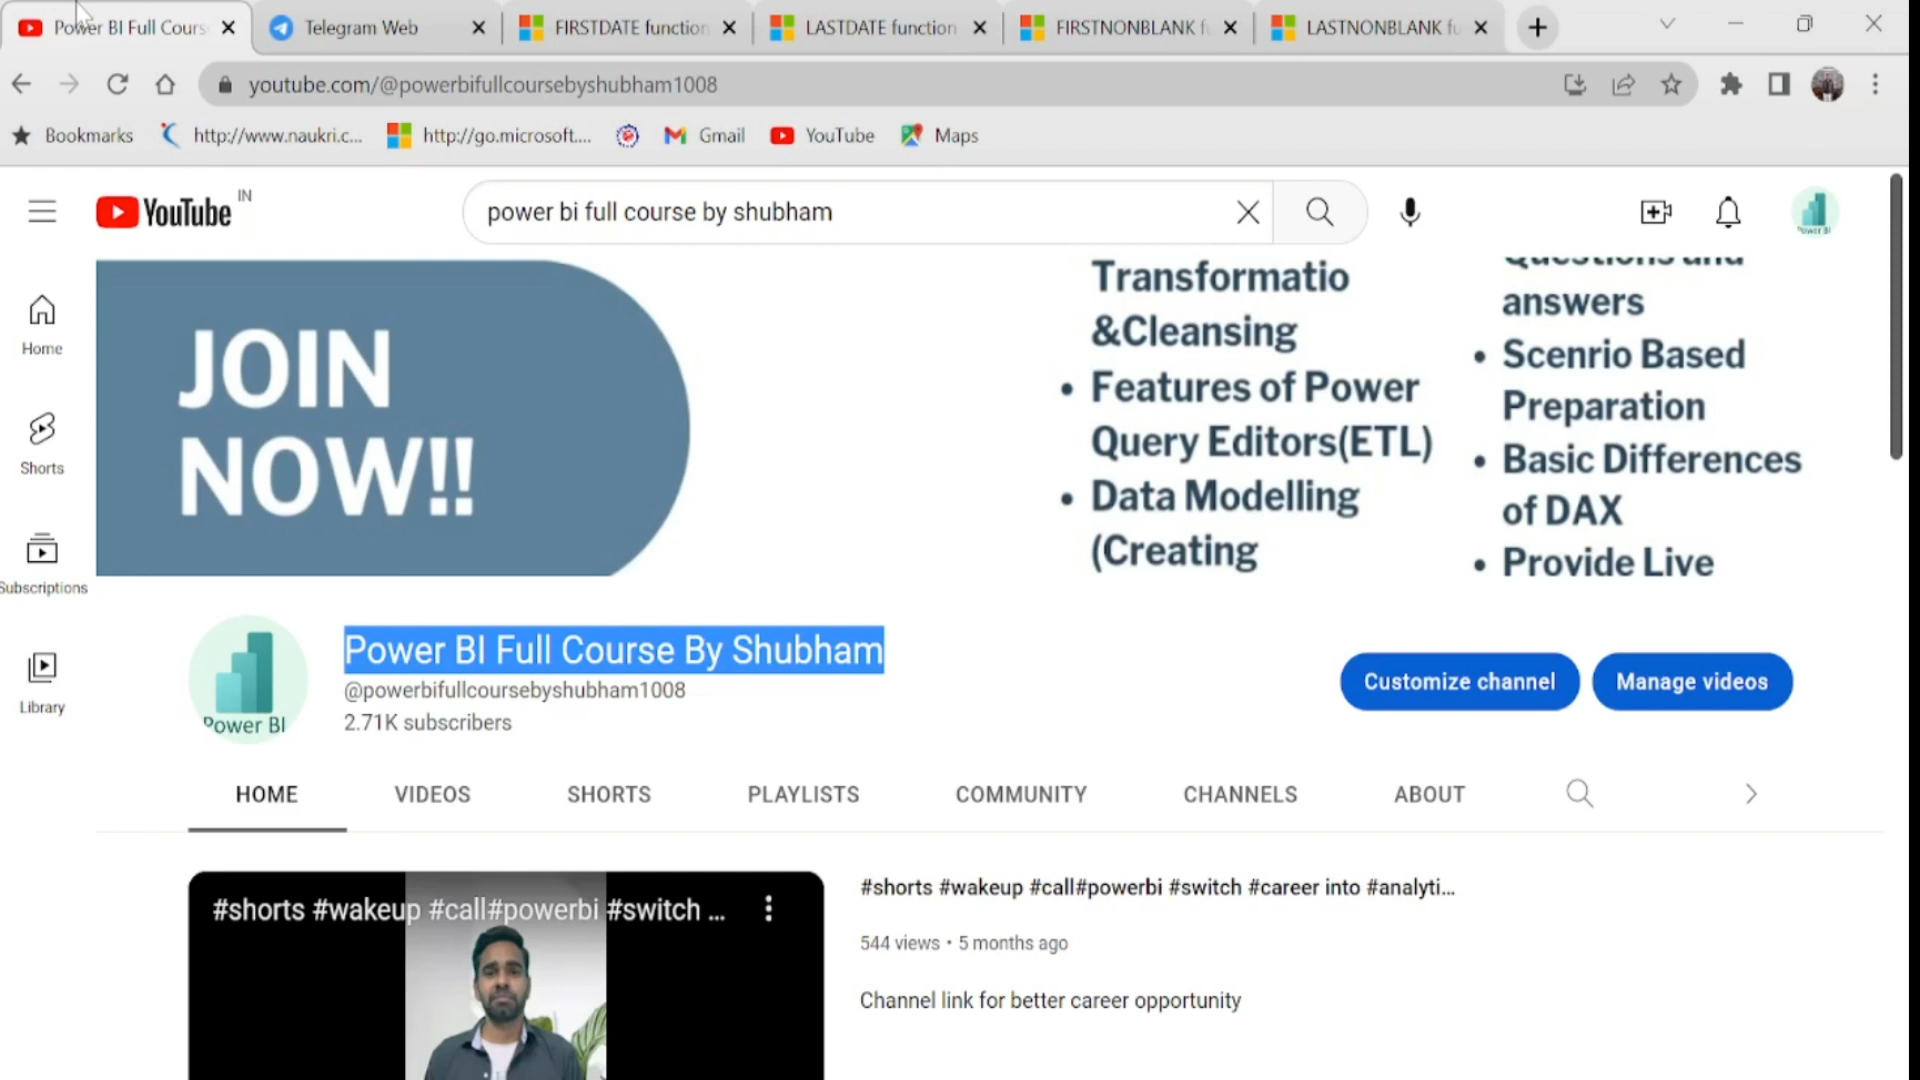 Power BI Full Cours
Telegram Web
FIRSTDATE function
LASTDATE function
FIRSTNONBLANK fu
LASTNONBLANK fu
youtube.com/@powerbifullcoursebyshubham1008
Bookmarks
http://www.naukri.c...
http://go.microsoft....
Gmail
YouTube
Maps
YouTube IN
power bi full course by shubham
Power BI
Home
Shorts
Subscriptions
Library
JOIN
NOW!!
Transformatio
&Cleansing
• Features of Power
Query Editors(ETL)
• Data Modelling
(Creating
Questions and
answers
• Scenrio Based
Preparation
• Basic Differences
of DAX
• Provide Live
Power BI
Power BI Full Course By Shubham
@powerbifullcoursebyshubham1008
2.71K subscribers
Customize channel
Manage videos
HOME
VIDEOS
SHORTS
PLAYLISTS
COMMUNITY
CHANNELS
ABOUT
#shorts #wakeup #call#powerbi #switch ...
#shorts #wakeup #call#powerbi #switch #career into #analyti...
544 views • 5 months ago
Channel link for better career opportunity